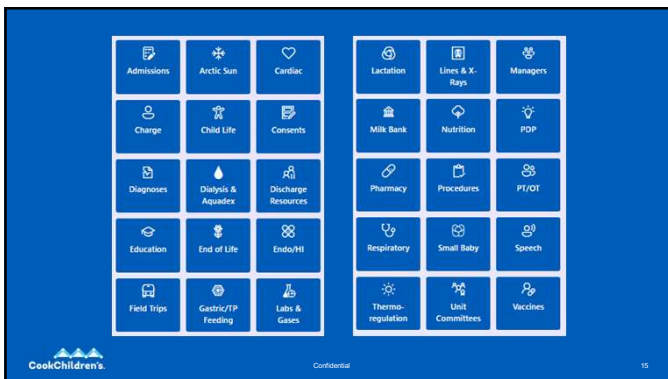 Admissions
Arctic Sun
Cardiac
Charge
Child Life
Consents
Diagnoses
Dialysis &
Aquadex
Discharge
Resources
Education
End of Life
Endo/HI
Field Trips
Gastric/TP
Feeding
Labs &
Gases
Lactation
Lines & X-
Rays
Managers
Milk Bank
Nutrition
PDP
Pharmacy
Procedures
PT/OT
Respiratory
Small Baby
Speech
Thermo-
regulation
Unit
Committees
Vaccines
CookChildren's.
Confidential
15